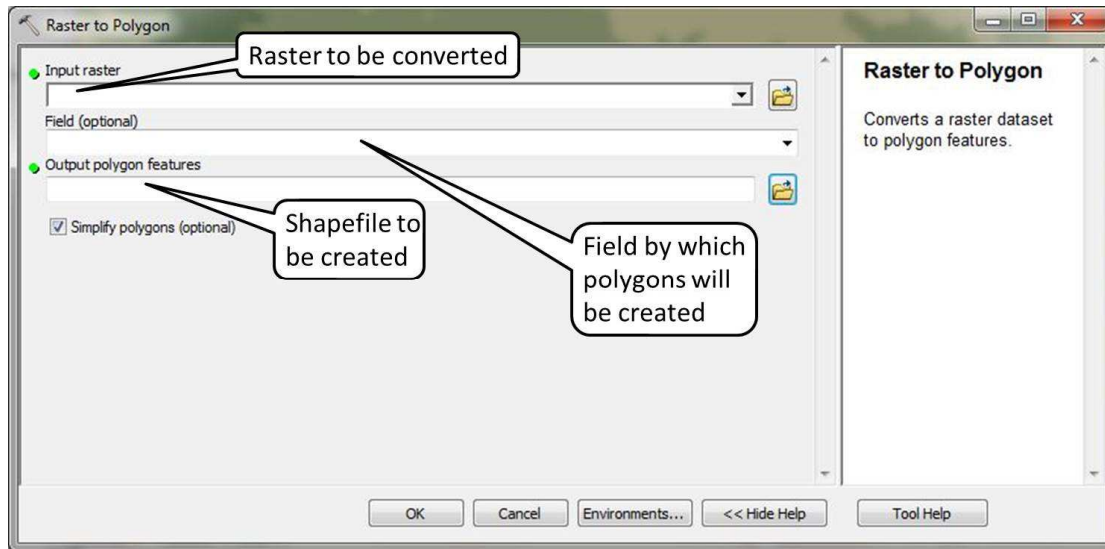 Raster to Polygon
Raster to be converted
Input raster
Field (optional)
Output polygon features
Simplify polygons (optional)
Shapefile to
be created
Field by which
polygons will
be created
Raster to Polygon
Converts a raster dataset
to polygon features.
OK
Cancel
Environments...
<< Hide Help
Tool Help